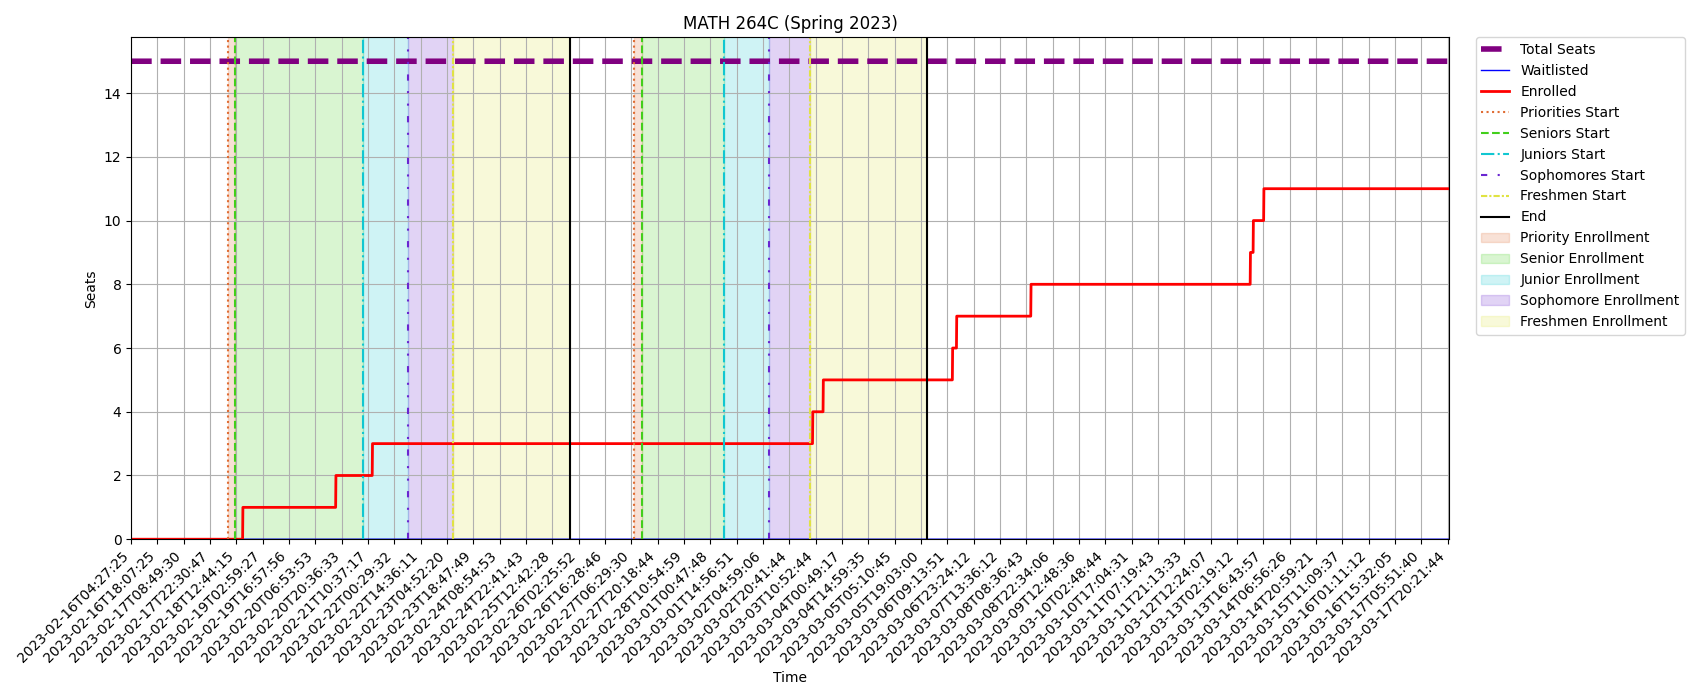 MATH 264C (Spring 2023)
Seats
14
12
10
8
6
4
2
0
2023-02-16T04:27:25
2023-02-16T18:07:25
2023-02-17T08:49:30
2023-02-17T22:30:47
2023-02-18T12:44:15
2023-02-19T02:59:27
2023-02-19T16:57:56
2023-02-20T06:53:53
2023-02-20T20:36:33
2023-02-21T10:37:17
2023-02-22T00:29:32
2023-02-22T14:36:11
2023-02-23T04:52:20
2023-02-23T18:47:49
2023-02-24T08:54:53
2023-02-24T22:41:43
2023-02-25T12:42:28
2023-02-26T02:25:52
2023-02-26T16:28:46
2023-02-27T06:29:30
2023-02-27T20:18:44
2023-02-28T10:54:59
2023-03-01T00:47:48
2023-03-01T14:56:51
2023-03-02T04:59:06
2023-03-02T20:41:44
2023-03-03T10:52:44
2023-03-04T00:49:17
2023-03-04T14:59:35
2023-03-05T05:10:45
2023-03-05T19:03:00
2023-03-06T09:13:51
2023-03-06T23:24:12
2023-03-07T13:36:12
2023-03-08T08:36:43
2023-03-08T22:34:06
2023-03-09T12:48:36
2023-03-10T02:48:44
2023-03-10T17:04:31
2023-03-11T07:19:43
2023-03-11T21:13:33
2023-03-12T12:24:07
2023-03-13T02:19:12
2023-03-13T16:43:57
2023-03-14T06:56:26
2023-03-14T20:59:21
2023-03-15T11:09:37
2023-03-16T01:11:12
2023-03-16T15:32:05
2023-03-17T05:51:40
2023-03-17T20:21:44
Time
Total Seats
Waitlisted
Enrolled
Priorities Start
Seniors Start
Juniors Start
Sophomores Start
Freshmen Start
End
Priority Enrollment
Senior Enrollment
Junior Enrollment
Sophomore Enrollment
Freshmen Enrollment